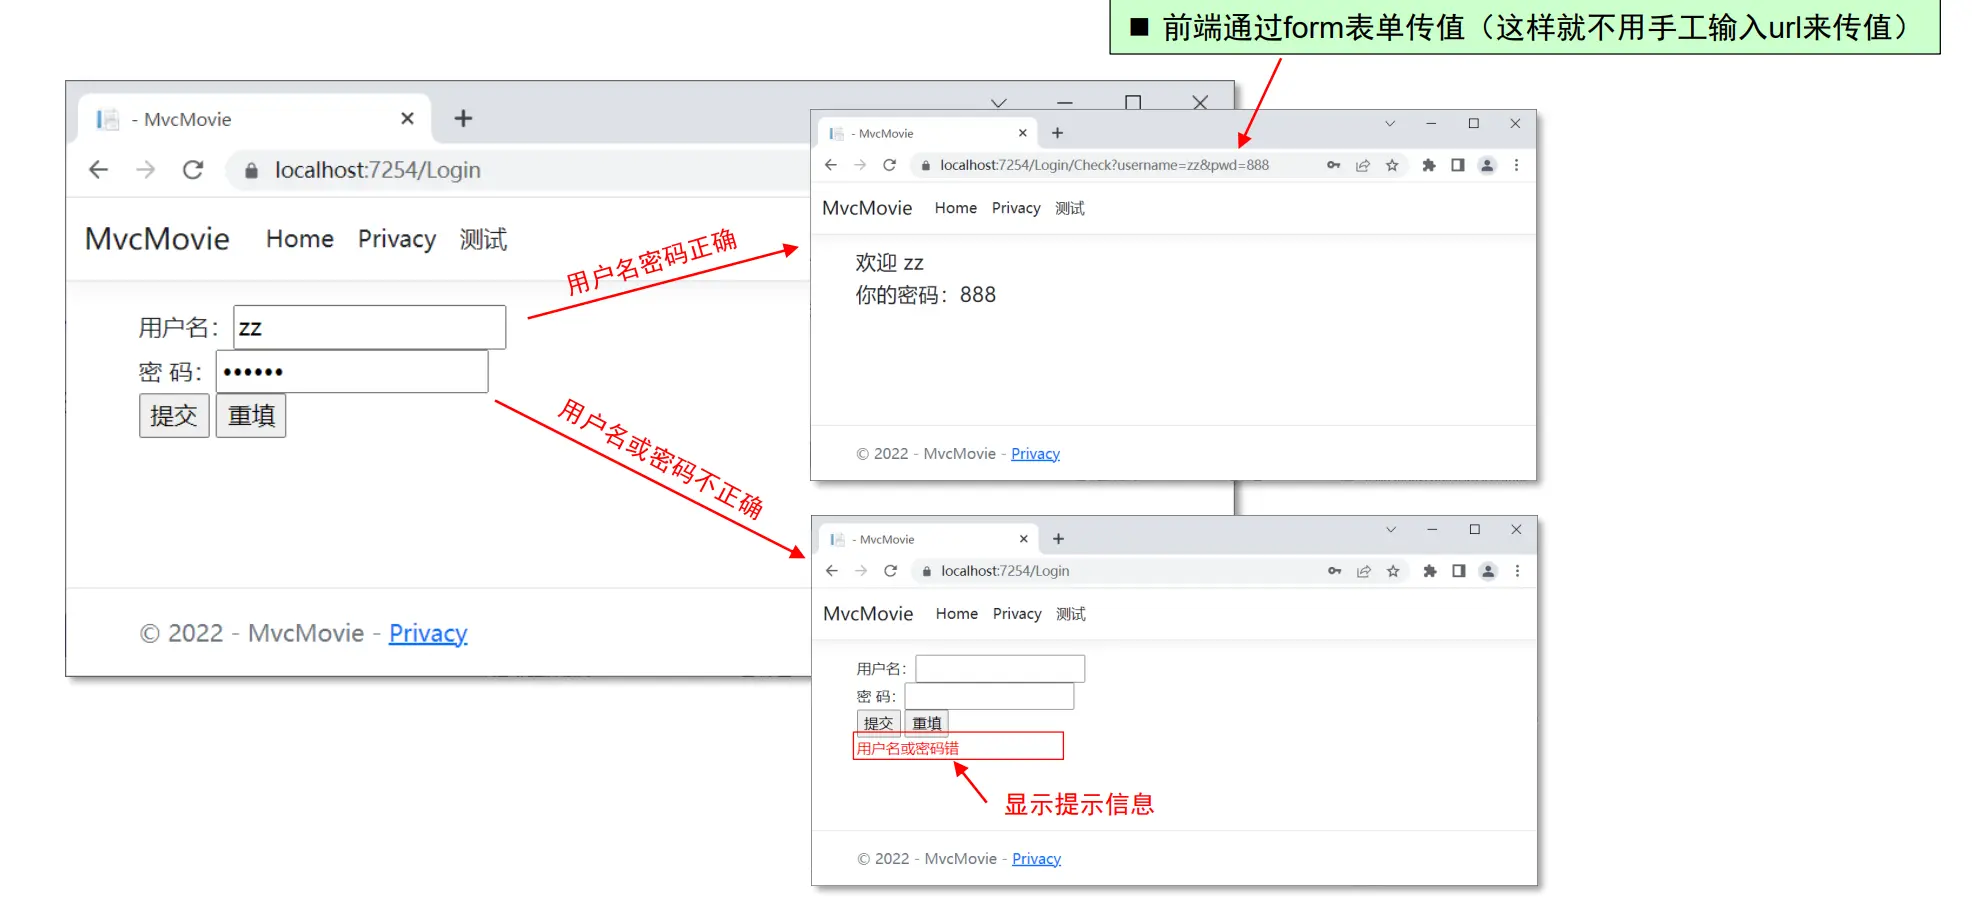 ■ 前端通过form表单传值（这样就不用手工输入url来传值）
- MvcMovie
localhost:7254/Login
MvcMovie Home Privacy 测试
用户名： zz
密 码： ••••••
提交 重填
© 2022 - MvcMovie - Privacy
用户名密码正确
用户名或密码不正确
- MvcMovie
localhost:7254/Login/Check?username=zz&pwd=888
MvcMovie Home Privacy 测试
欢迎 zz
你的密码：888
© 2022 - MvcMovie - Privacy
- MvcMovie
localhost:7254/Login
MvcMovie Home Privacy 测试
用户名：
密 码：
提交 重填
用户名或密码错
显示提示信息
© 2022 - MvcMovie - Privacy